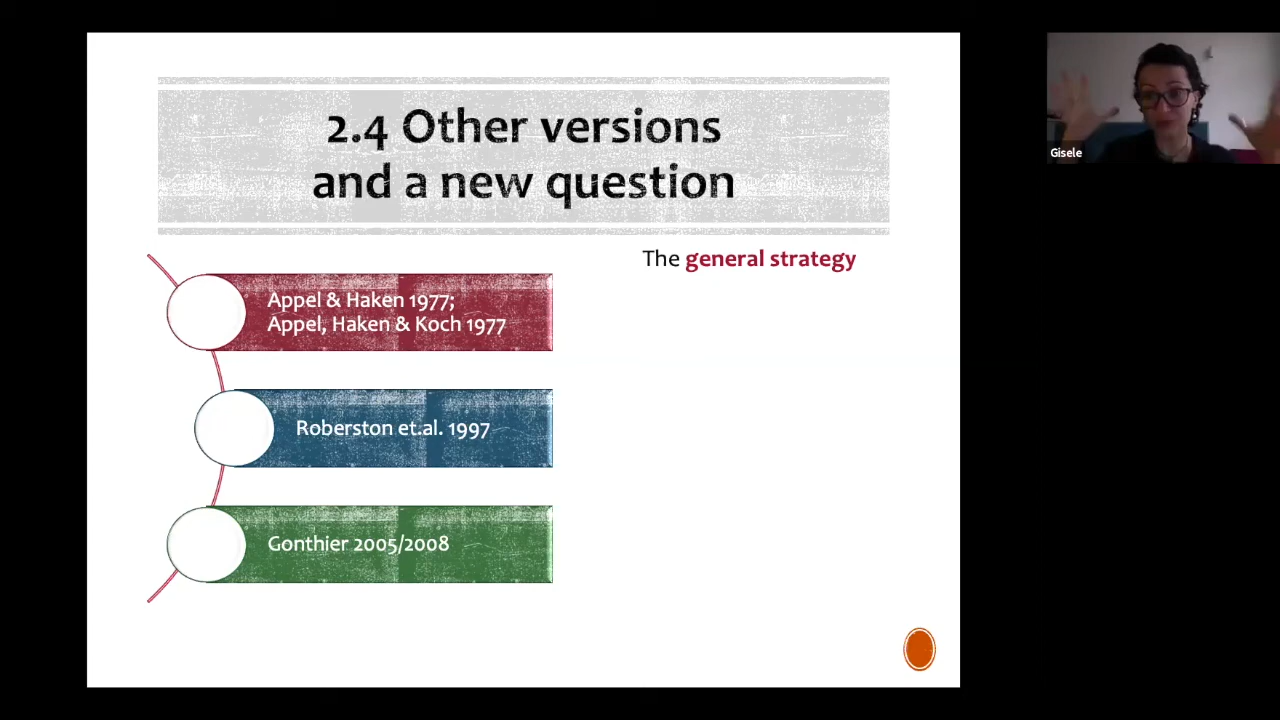 2.4 Other versions
and a new question
The general strategy
Appel & Haken 1977;
Appel, Haken & Koch 1977
Roberston et.al. 1997
Gonthier 2005/2008
Gisele